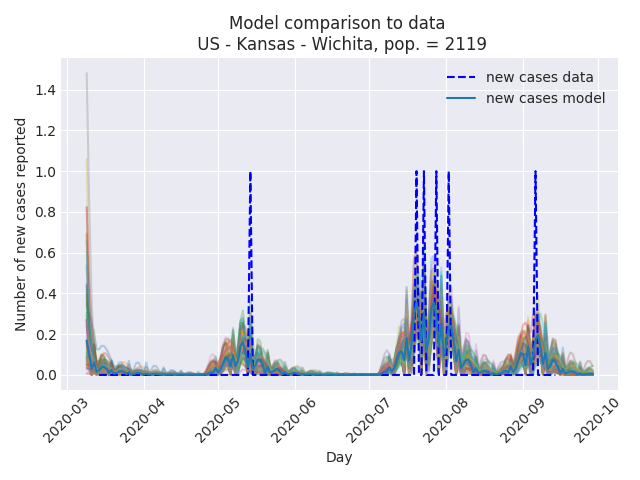 Model comparison to data
US - Kansas - Wichita, pop. = 2119
new cases data
new cases model
Number of new cases reported
1.4
1.2
1.0
0.8
0.6
0.4
0.2
0.0
2020-03
2020-04
2020-05
2020-06
2020-07
2020-08
2020-09
2020-10
Day